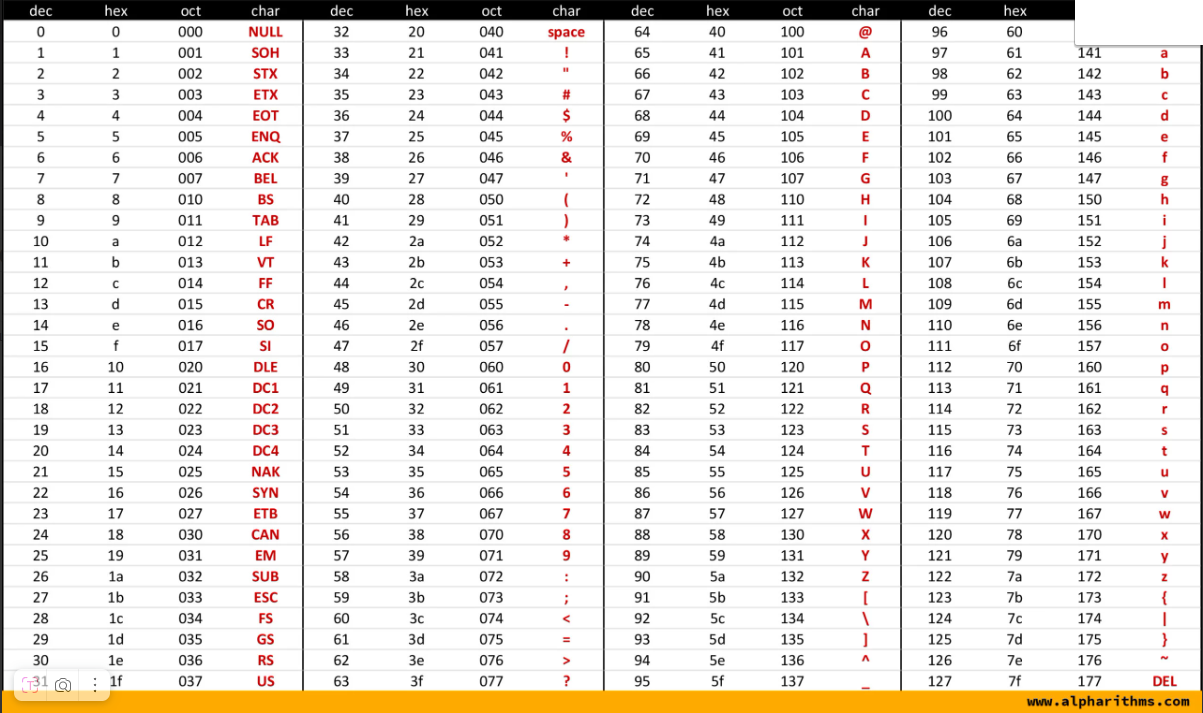 dec hex oct char dec hex oct char dec hex oct char dec hex
0 0 000 NULL 32 20 040 space 64 40 100 @ 96 60
1 1 001 SOH 33 21 041 ! 65 41 101 A 97 61 141 a
2 2 002 STX 34 22 042 " 66 42 102 B 98 62 142 b
3 3 003 ETX 35 23 043 # 67 43 103 C 99 63 143 c
4 4 004 EOT 36 24 044 $ 68 44 104 D 100 64 144 d
5 5 005 ENQ 37 25 045 % 69 45 105 E 101 65 145 e
6 6 006 ACK 38 26 046 & 70 46 106 F 102 66 146 f
7 7 007 BEL 39 27 047 ' 71 47 107 G 103 67 147 g
8 8 010 BS 40 28 050 ( 72 48 110 H 104 68 150 h
9 9 011 TAB 41 29 051 ) 73 49 111 I 105 69 151 i
10 a 012 LF 42 2a 052 * 74 4a 112 J 106 6a 152 j
11 b 013 VT 43 2b 053 + 75 4b 113 K 107 6b 153 k
12 c 014 FF 44 2c 054 , 76 4c 114 L 108 6c 154 l
13 d 015 CR 45 2d 055 - 77 4d 115 M 109 6d 155 m
14 e 016 SO 46 2e 056 . 78 4e 116 N 110 6e 156 n
15 f 017 SI 47 2f 057 / 79 4f 117 O 111 6f 157 o
16 10 020 DLE 48 30 060 0 80 50 120 P 112 70 160 p
17 11 021 DC1 49 31 061 1 81 51 121 Q 113 71 161 q
18 12 022 DC2 50 32 062 2 82 52 122 R 114 72 162 r
19 13 023 DC3 51 33 063 3 83 53 123 S 115 73 163 s
20 14 024 DC4 52 34 064 4 84 54 124 T 116 74 164 t
21 15 025 NAK 53 35 065 5 85 55 125 U 117 75 165 u
22 16 026 SYN 54 36 066 6 86 56 126 V 118 76 166 v
23 17 027 ETB 55 37 067 7 87 57 127 W 119 77 167 w
24 18 030 CAN 56 38 070 8 88 58 130 X 120 78 170 x
25 19 031 EM 57 39 071 9 89 59 131 Y 121 79 171 y
26 1a 032 SUB 58 3a 072 : 90 5a 132 Z 122 7a 172 z
27 1b 033 ESC 59 3b 073 ; 91 5b 133 [ 123 7b 173 {
28 1c 034 FS 60 3c 074 < 92 5c 134 \ 124 7c 174 |
29 1d 035 GS 61 3d 075 = 93 5d 135 ] 125 7d 175 }
30 1e 036 RS 62 3e 076 > 94 5e 136 ^ 126 7e 176 ~
31 1f 037 US 63 3f 077 ? 95 5f 137 _ 127 7f 177 DEL
www.alpharithms.com